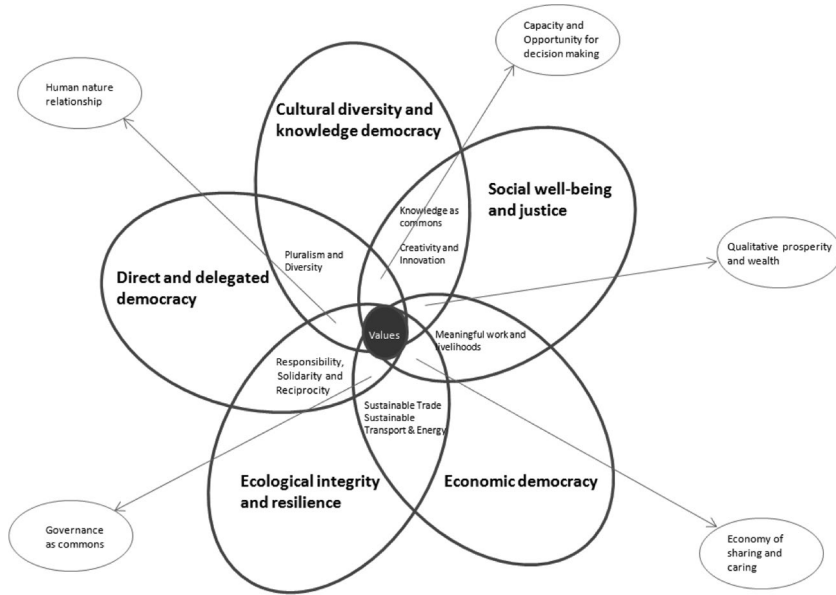 Capacity and
Opportunity for
decision making
Human nature
relationship
Cultural diversity and
knowledge democracy
Social well-being
and justice
Knowledge as
commons
Creativity and
Innovation
Qualitative prosperity
and wealth
Pluralism and
Diversity
Direct and delegated
democracy
Values
Meaningful work and
livelihoods
Responsibility,
Solidarity and
Reciprocity
Sustainable Trade
Sustainable
Transport & Energy
Ecological integrity
and resilience
Economic democracy
Governance
as commons
Economy of
sharing and
caring